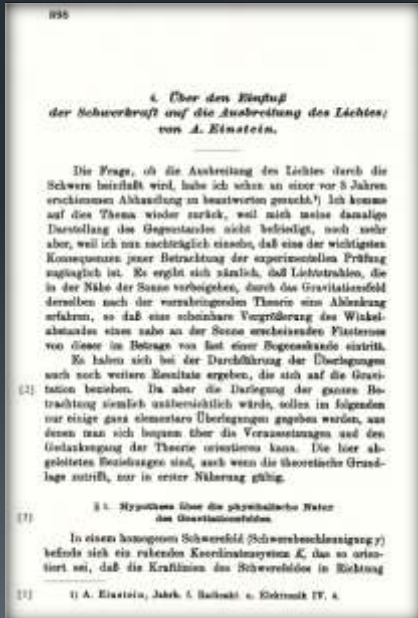 898
4. Über den Einfluß
der Schwerkraft auf die Ausbreitung des Lichtes;
von A. Einstein.
Die Frage, ob die Ausbreitung des Lichtes durch die
Schwere beinflußt wird, habe ich schon an einer vor 3 Jahren
erschienenen Abhandlung zu beantworten gesucht.¹) Ich komme
auf dies Thema wieder zurück, weil mich meine damalige
Darstellung des Gegenstandes nicht befriedigt, noch mehr
aber, weil ich nun nachträglich einsehe, daß eine der wichtigsten
Konsequenzen jener Betrachtung der experimentellen Prüfung
zugänglich ist. Es ergibt sich nämlich, daß Lichtstrahlen, die
in der Nähe der Sonne vorbeigehen, durch das Gravitationsfeld
derselben nach der vorzubringenden Theorie eine Ablenkung
erfahren, so daß eine scheinbare Vergrößerung des Winkel-
abstandes eines nahe an der Sonne erscheinenden Fixsternes
von dieser im Betrage von fast einer Bogensekunde eintritt.
Es haben sich bei der Durchführung der Überlegungen
auch noch weitere Resultate ergeben, die sich auf die Gravi-
[2] tation beziehen. Da aber die Darlegung der ganzen Be-
trachtung ziemlich unübersichtlich würde, sollen im folgenden
nur einige ganz elementare Überlegungen gegeben werden, aus
denen man sich bequem über die Voraussetzungen und den
Gedankengang der Theorie orientieren kann. Die hier ab-
geleiteten Beziehungen sind, auch wenn die theoretische Grund-
lage zutrifft, nur in erster Näherung gültig.
§ 1. Hypothese über die physikalische Natur
[3] des Gravitationsfeldes
In einem homogenen Schwerefeld (Schwerebeschleunigung γ)
befinde sich ein ruhendes Koordinatensystem K, das so orien-
tiert sei, daß die Kraftlinien des Schwerefeldes in Richtung
[1] 1) A. Einstein, Jahrb. f. Radioakt. u. Elektronik IV. 4.